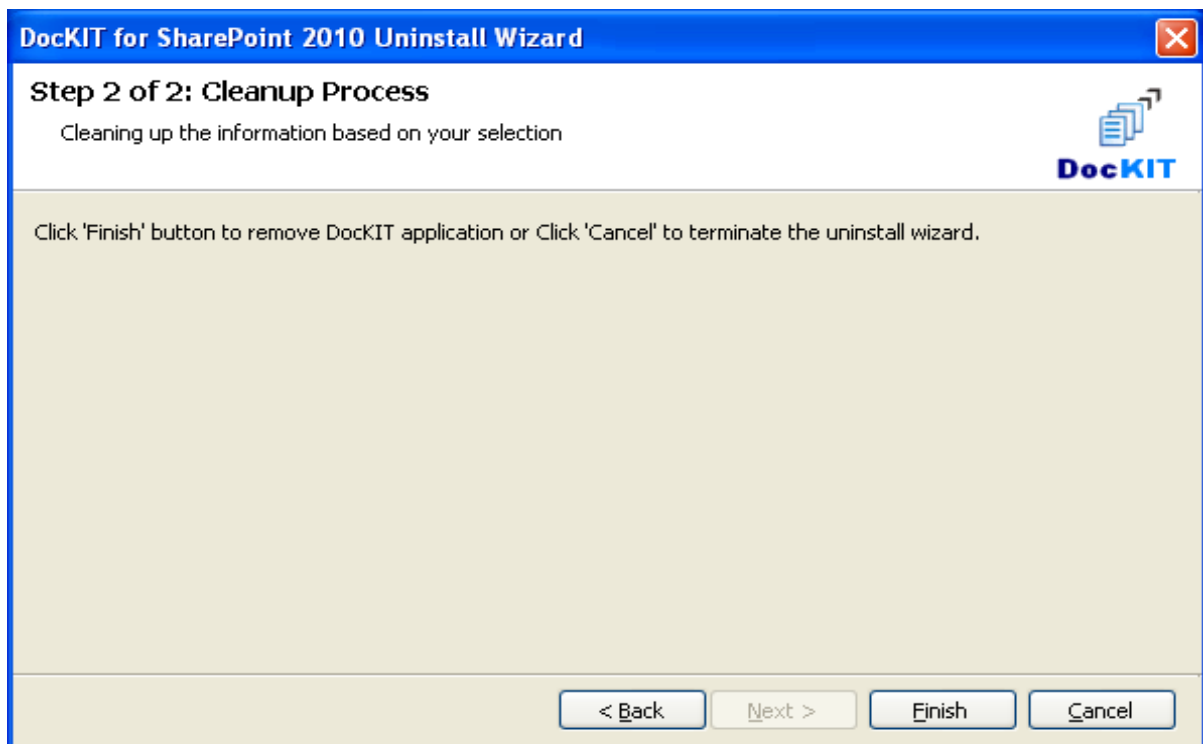 DocKIT for SharePoint 2010 Uninstall Wizard
Step 2 of 2: Cleanup Process
Cleaning up the information based on your selection
DocKIT
Click 'Finish' button to remove DocKIT application or Click 'Cancel' to terminate the uninstall wizard.
< Back Next > Finish Cancel